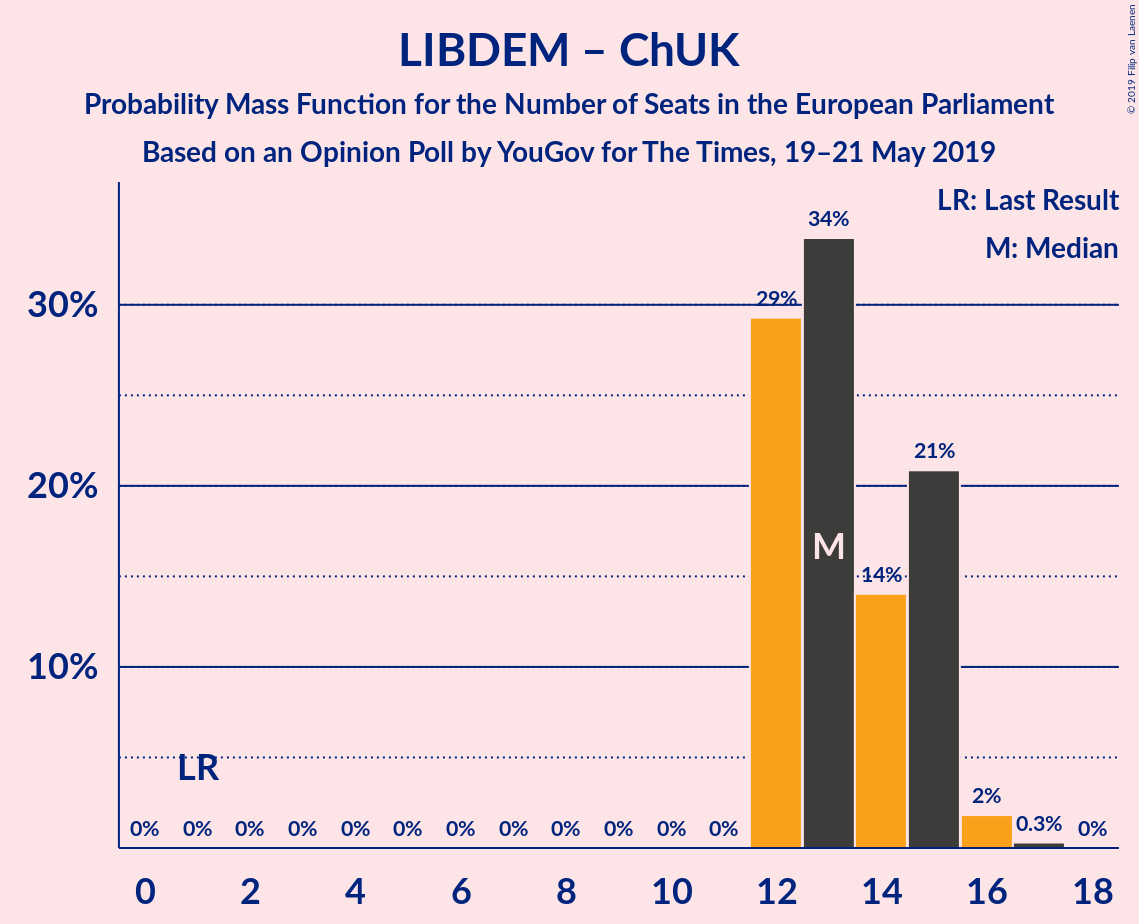 LIBDEM – ChUK
Probability Mass Function for the Number of Seats in the European Parliament
Based on an Opinion Poll by YouGov for The Times, 19–21 May 2019
© 2019 Filip van Laenen
LR: Last Result
M: Median
34%
30%
29%
21%
20%
M
14%
10%
LR
2%
0% 0% 0% 0% 0% 0% 0% 0% 0% 0% 0% 0% 0.3% 0%
0 2 4 6 8 10 12 14 16 18